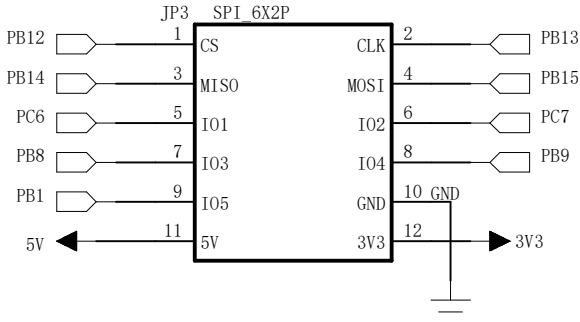 JP3 SPI_6X2P
PB12 1 CS CLK 2 PB13
PB14 3 MISO MOSI 4 PB15
PC6 5 IO1 IO2 6 PC7
PB8 7 IO3 IO4 8 PB9
PB1 9 IO5 GND 10 GND
5V 11 5V 3V3 12 3V3